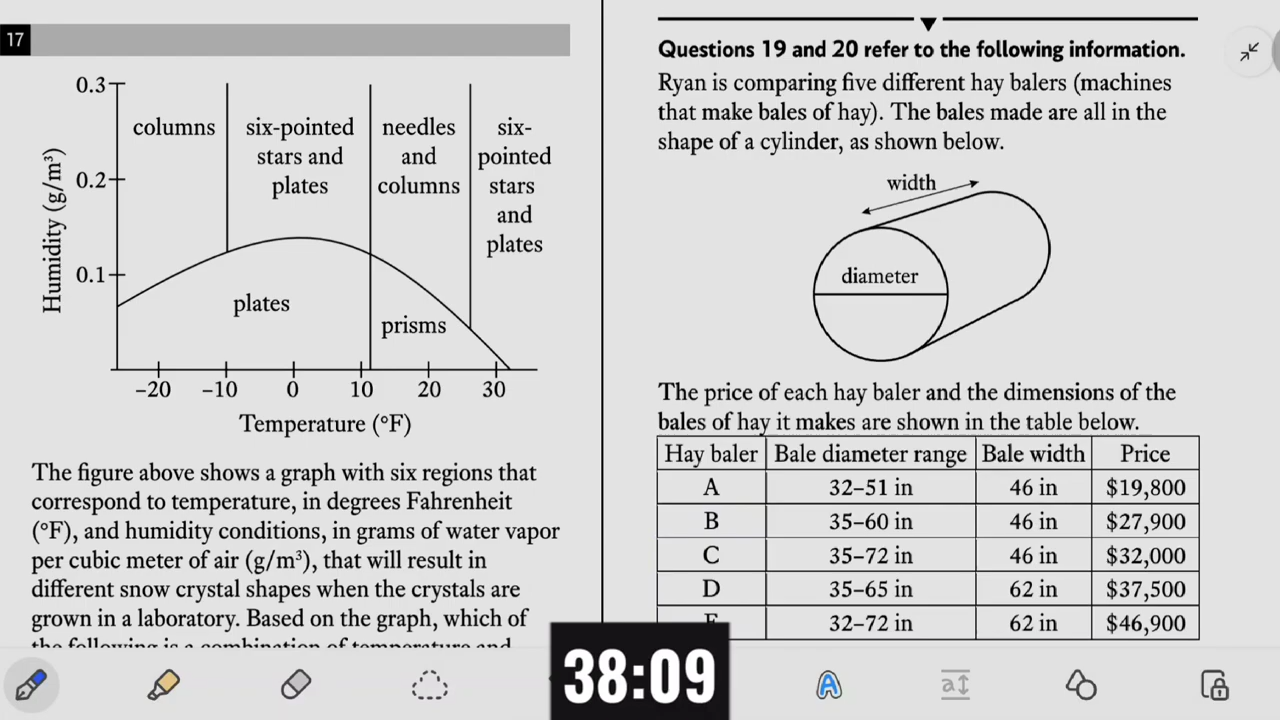 17
0.3
0.2
0.1
Humidity (g/m³)
columns
six-pointed
stars and
plates
needles
and
columns
six-
pointed
stars
and
plates
plates
prisms
−20 −10 0 10 20 30
Temperature (°F)
The figure above shows a graph with six regions that
correspond to temperature, in degrees Fahrenheit
(°F), and humidity conditions, in grams of water vapor
per cubic meter of air (g/m³), that will result in
different snow crystal shapes when the crystals are
grown in a laboratory. Based on the graph, which of
the following is a combination of temperature and
Questions 19 and 20 refer to the following information.
Ryan is comparing five different hay balers (machines
that make bales of hay). The bales made are all in the
shape of a cylinder, as shown below.
width
diameter
The price of each hay baler and the dimensions of the
bales of hay it makes are shown in the table below.
Hay baler Bale diameter range Bale width Price
A 32–51 in 46 in $19,800
B 35–60 in 46 in $27,900
C 35–72 in 46 in $32,000
D 35–65 in 62 in $37,500
E 32–72 in 62 in $46,900
38:09
A
a